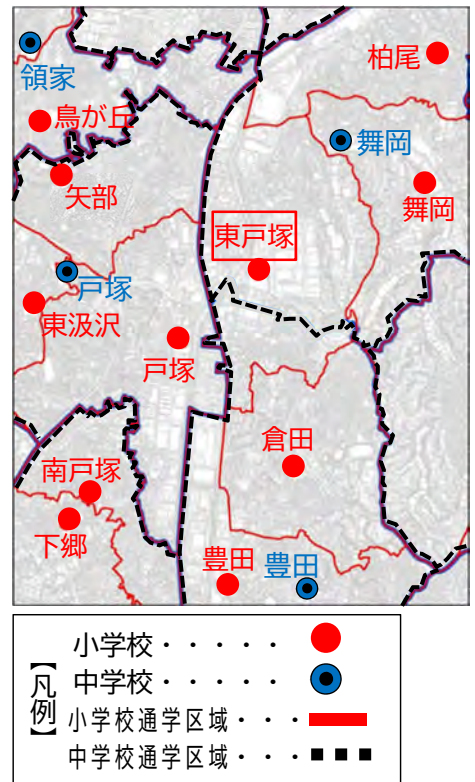 領家
柏尾
鳥が丘
舞岡
矢部
舞岡
東戸塚
戸塚
東汲沢
戸塚
倉田
南戸塚
下郷
豊田
豊田
【凡例】
小学校・・・・・
中学校・・・・・
小学校通学区域・・・
中学校通学区域・・・